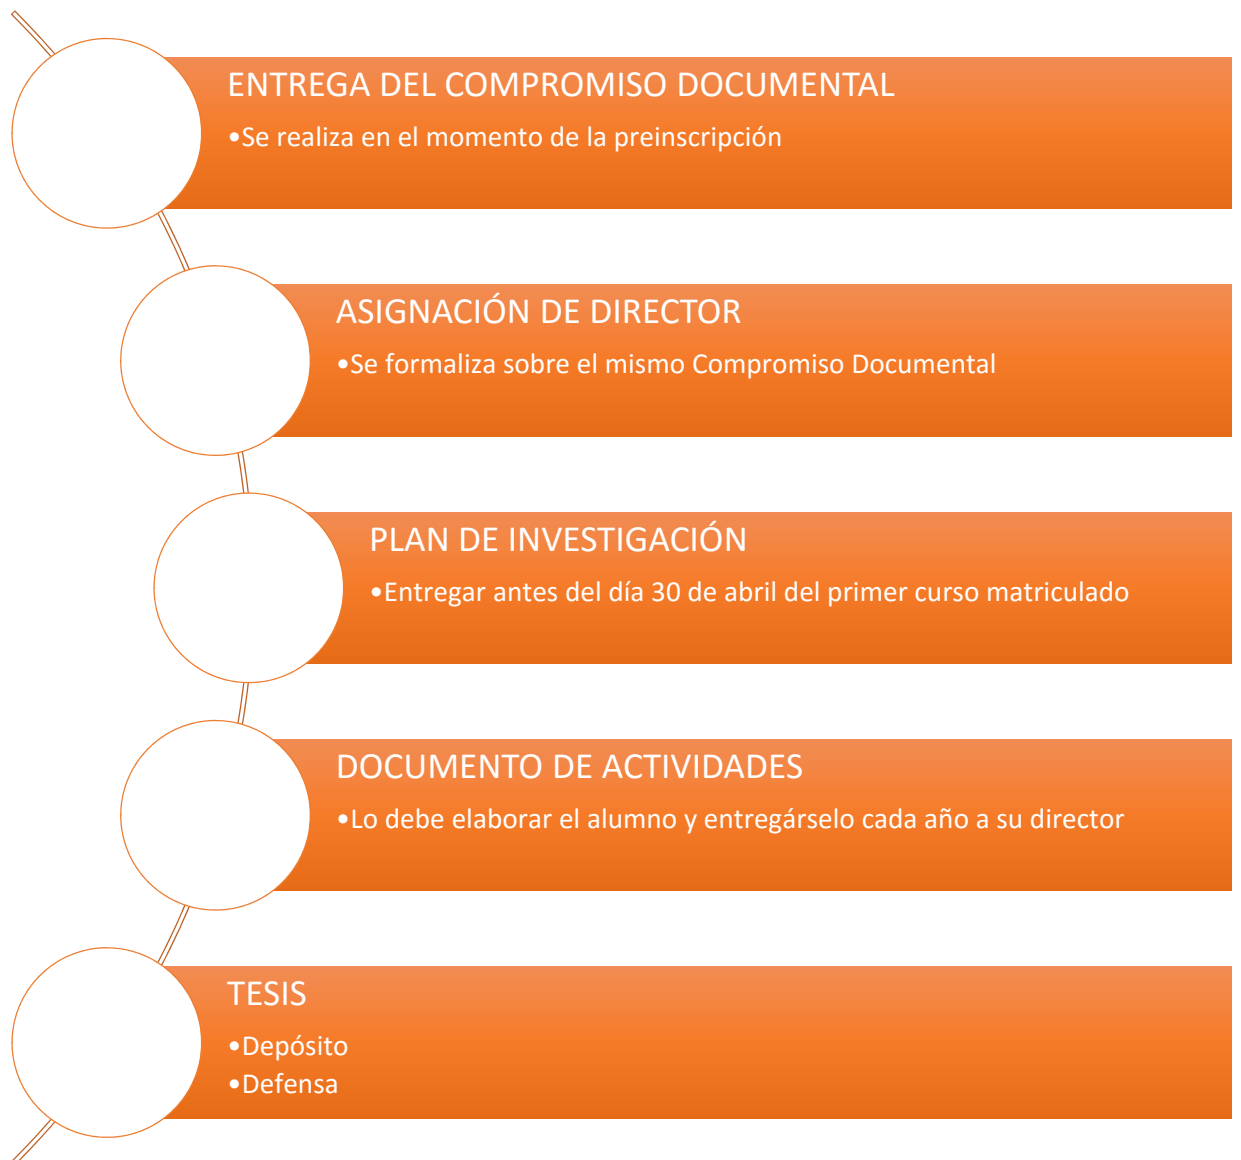 ENTREGA DEL COMPROMISO DOCUMENTAL
•Se realiza en el momento de la preinscripción
ASIGNACIÓN DE DIRECTOR
•Se formaliza sobre el mismo Compromiso Documental
PLAN DE INVESTIGACIÓN
•Entregar antes del día 30 de abril del primer curso matriculado
DOCUMENTO DE ACTIVIDADES
•Lo debe elaborar el alumno y entregárselo cada año a su director
TESIS
•Depósito
•Defensa